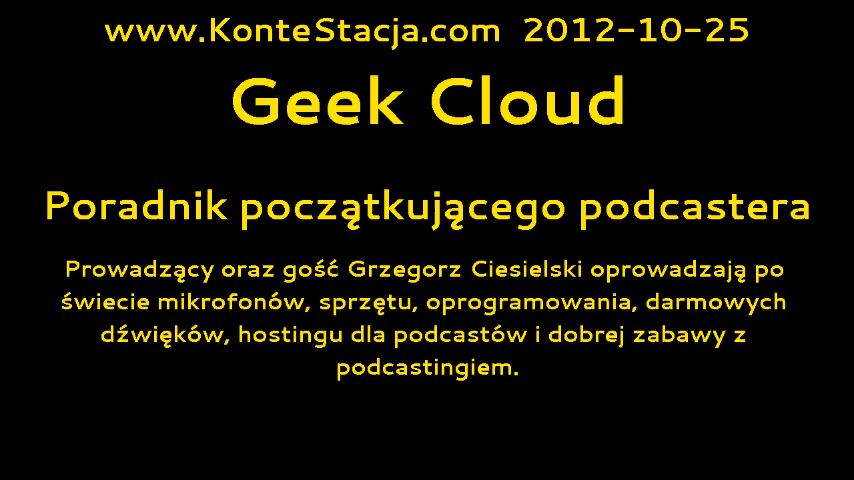 www.KonteStacja.com 2012-10-25
Geek Cloud
Poradnik początkującego podcastera
Prowadzący oraz gość Grzegorz Ciesielski oprowadzają po
świecie mikrofonów, sprzętu, oprogramowania, darmowych
dźwięków, hostingu dla podcastów i dobrej zabawy z
podcastingiem.